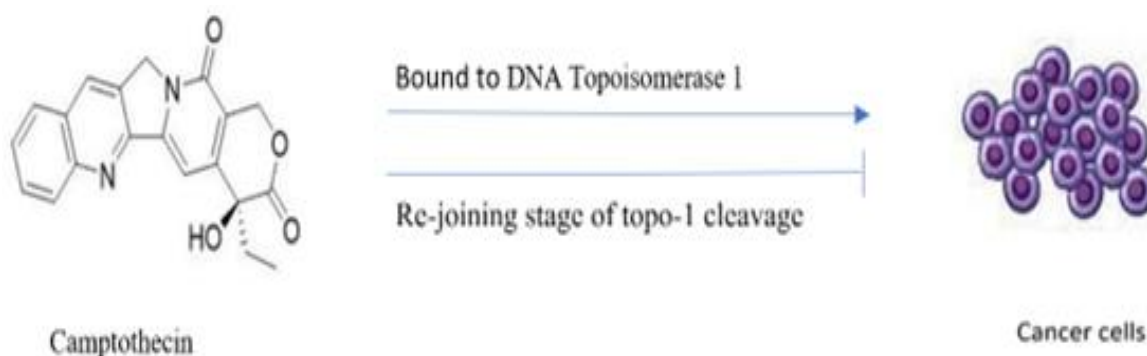 O
N
O
N
O
HO
O
Bound to DNA Topoisomerase 1
Re-joining stage of topo-1 cleavage
Camptothecin
Cancer cells